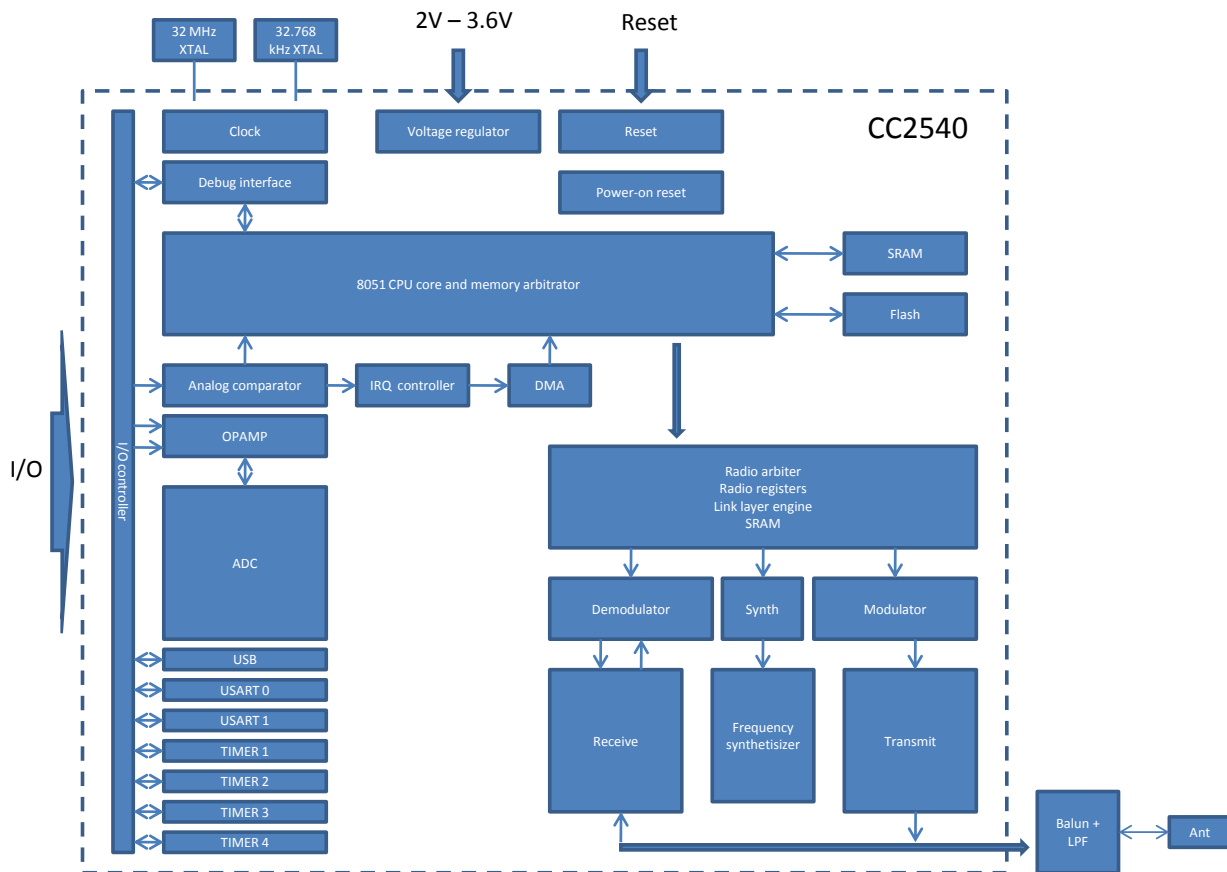 32 MHz
XTAL
32.768
kHz XTAL
2V – 3.6V
Reset
CC2540
Clock
Voltage regulator
Reset
Debug interface
Power-on reset
8051 CPU core and memory arbitrator
SRAM
Flash
Analog comparator
IRQ controller
DMA
OPAMP
I/O
I/O controller
ADC
Radio arbiter
Radio registers
Link layer engine
SRAM
Demodulator
Synth
Modulator
USB
USART 0
USART 1
TIMER 1
TIMER 2
TIMER 3
TIMER 4
Receive
Frequency
synthetisizer
Transmit
Balun +
LPF
Ant